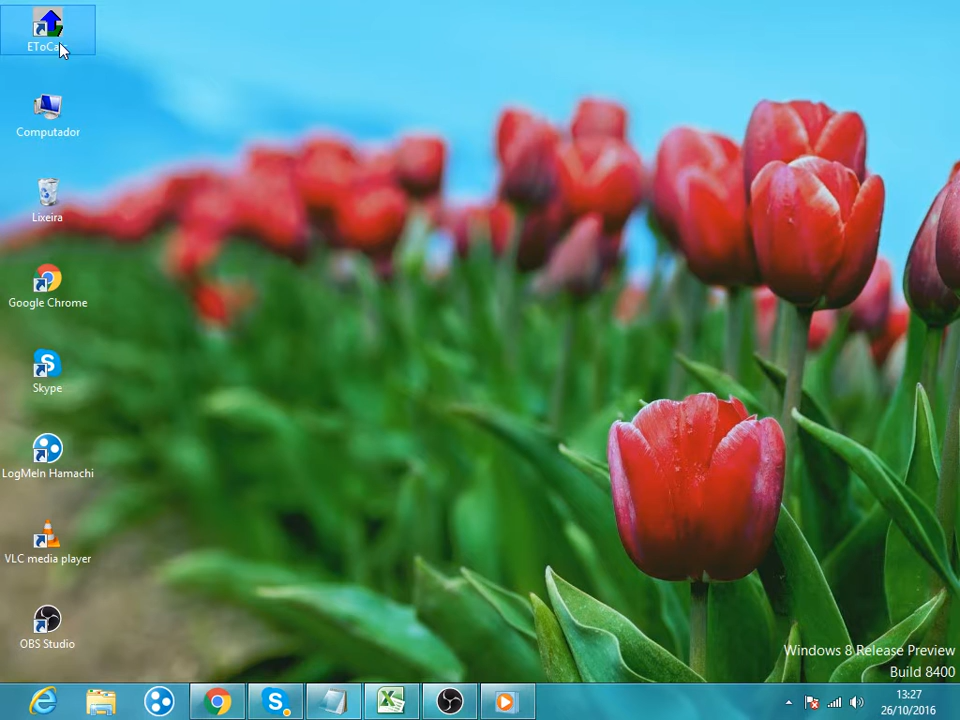 Computador
Lixeira
Google Chrome
Skype
LogMeIn Hamachi
VLC media player
OBS Studio
Windows 8 Release Preview
Build 8400
13:27
26/10/2016